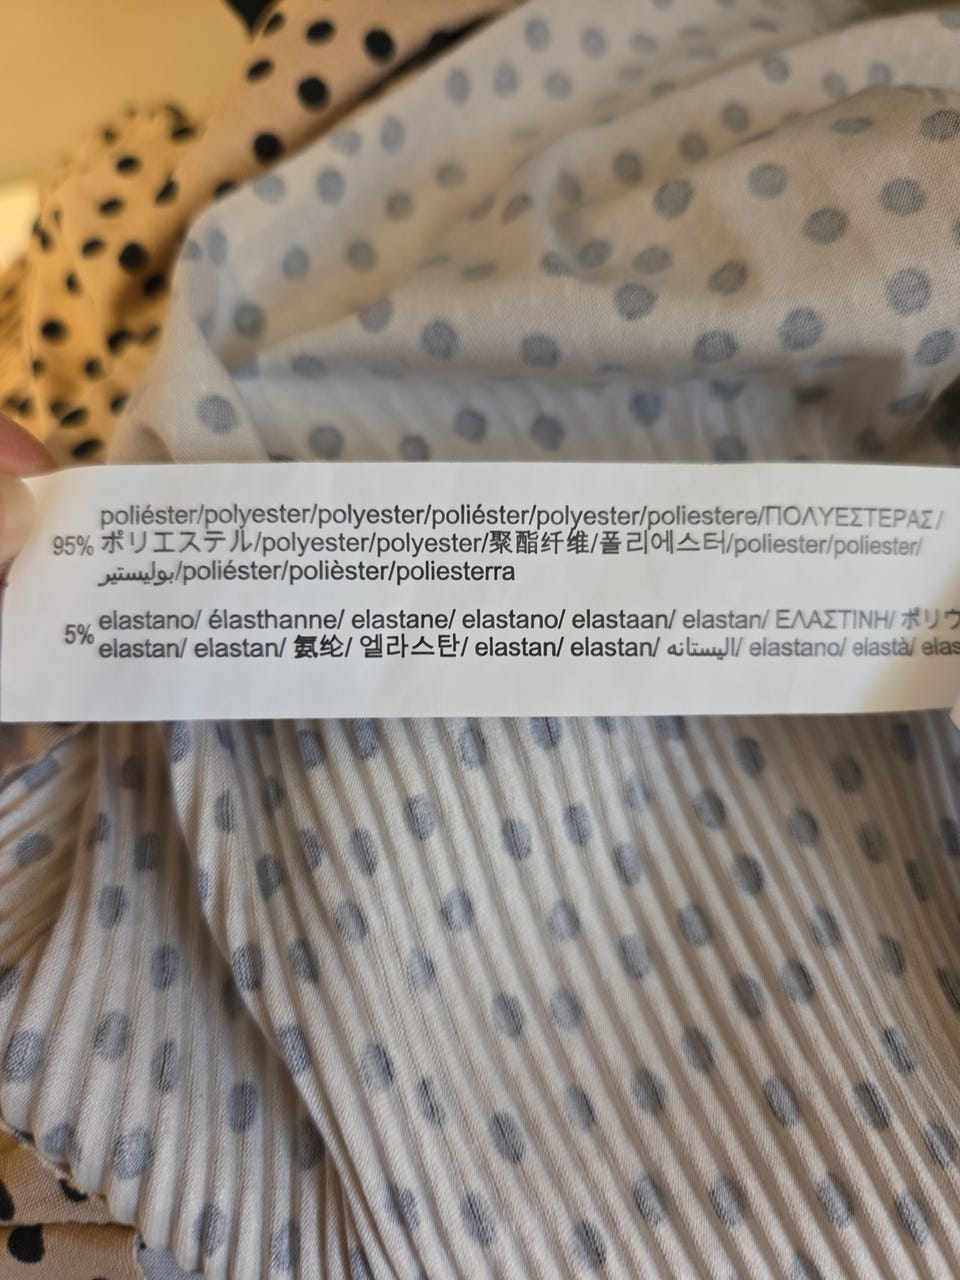 poliéster/polyester/polyester/poliéster/polyester/poliestere/ΠΟΛΥΕΣΤΕΡΑΣ/
95% ポリエステル/polyester/polyester/聚酯纤维/폴리에스터/poliester/poliester/
بوليستير/poliéster/polièster/poliesterra
elastano/ élasthanne/ elastane/ elastano/ elastaan/ elastan/ ΕΛΑΣΤΙΝΗ/
5% elastan/ elastan/ 氨纶/ 엘라스탄/ elastan/ elastan/ اليستانه/ elastano/ elastà/